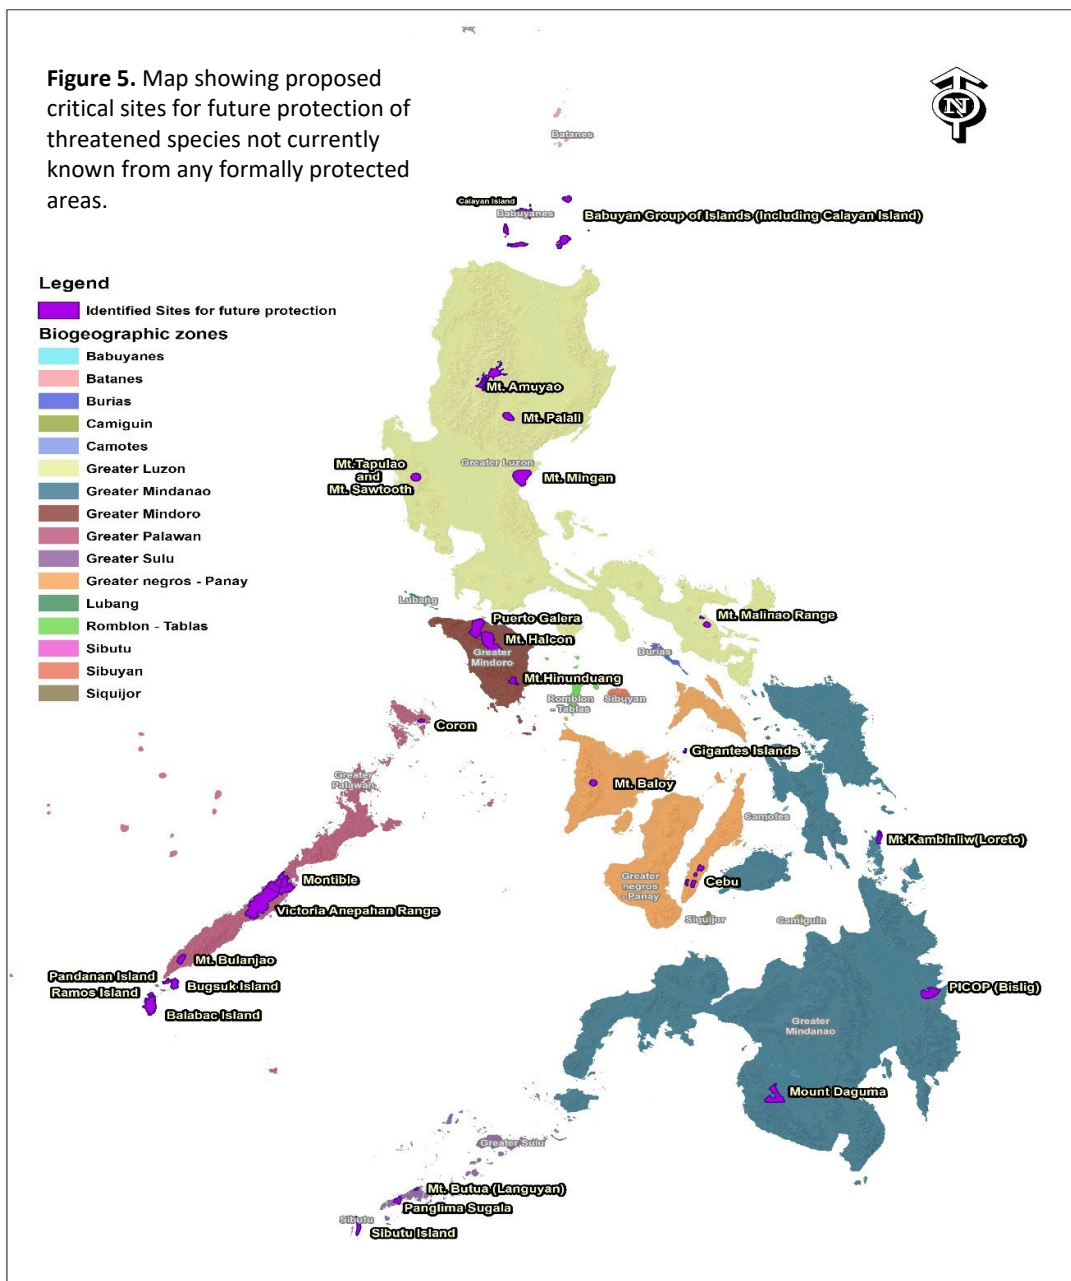 Figure 5. Map showing proposed
critical sites for future protection of
threatened species not currently
known from any formally protected
areas.
N
Batanes
Calayan Island
Babuyanes
Babuyan Group of Islands (Including Calayan Island)
Legend
Identified Sites for future protection
Biogeographic zones
Babuyanes
Batanes
Burias
Camiguin
Camotes
Greater Luzon
Greater Mindanao
Greater Mindoro
Greater Palawan
Greater Sulu
Greater negros - Panay
Lubang
Romblon - Tablas
Sibutu
Sibuyan
Siquijor
Mt. Amuyao
Mt. Palali
Greater Luzon
Mt.Tapulao
and
Mt. Sawtooth
Mt. Mingan
Lubang
Puerto Galera
Mt. Malinao Range
Mt. Halcon
Greater
Mindoro
Burias
Mt.Hinunduang
Romblon
- Tablas
Sibuyan
Coron
Gigantes Islands
Greater
Palawan
Mt. Baloy
Camotes
Mt Kambinliw(Loreto)
Montible
Cebu
Greater
negros
- Panay
Victoria Anepahan Range
Siquijor
Camiguin
Mt. Bulanjao
Pandanan Island
Ramos Island
Bugsuk Island
Balabac Island
PICOP (Bislig)
Greater
Mindanao
Mount Daguma
Greater Sulu
Mt. Butua (Languyan)
Panglima Sugala
Sibutu
Sibutu Island